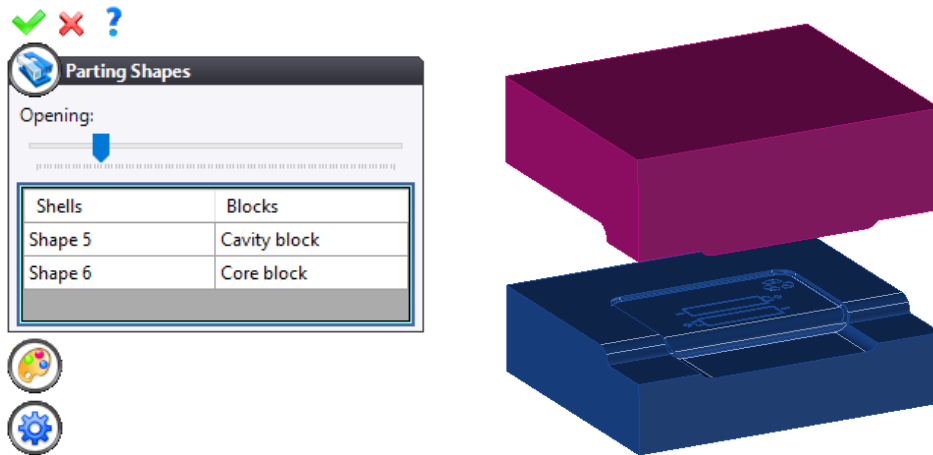 Parting Shapes
Opening:
Shells Blocks
Shape 5 Cavity block
Shape 6 Core block